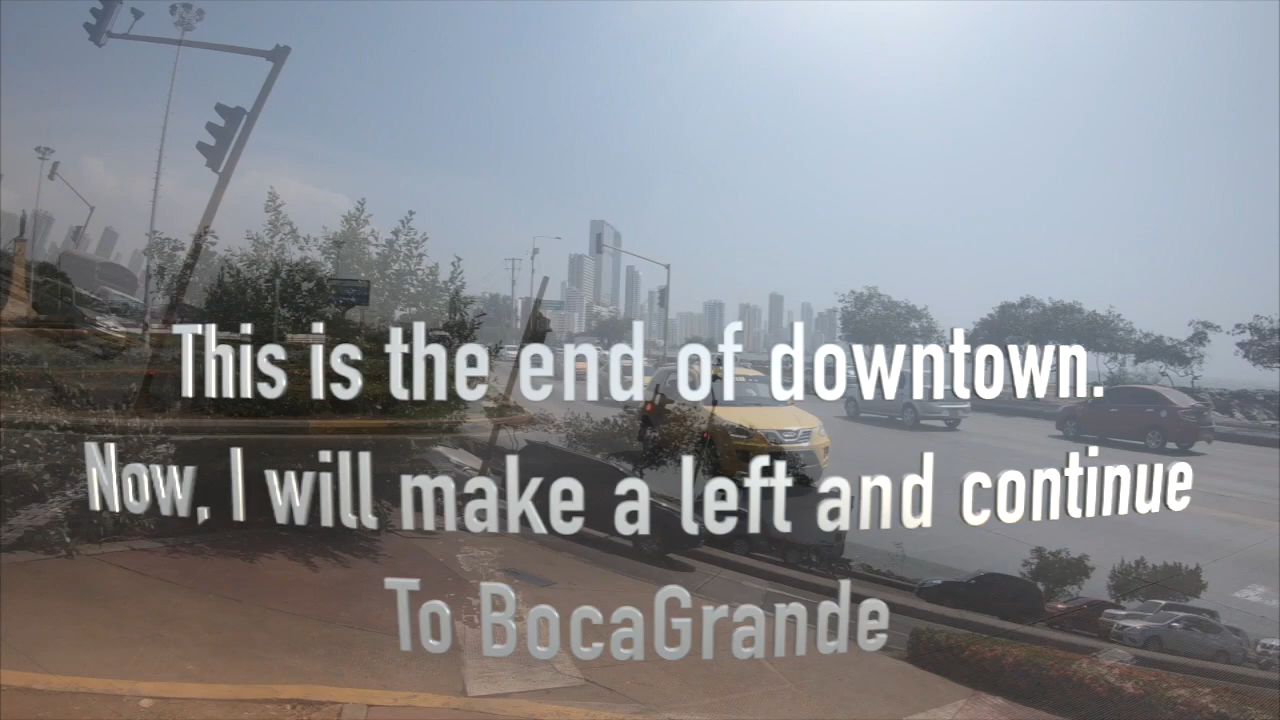 This is the end of downtown.
Now, I will make a left and continue
To BocaGrande